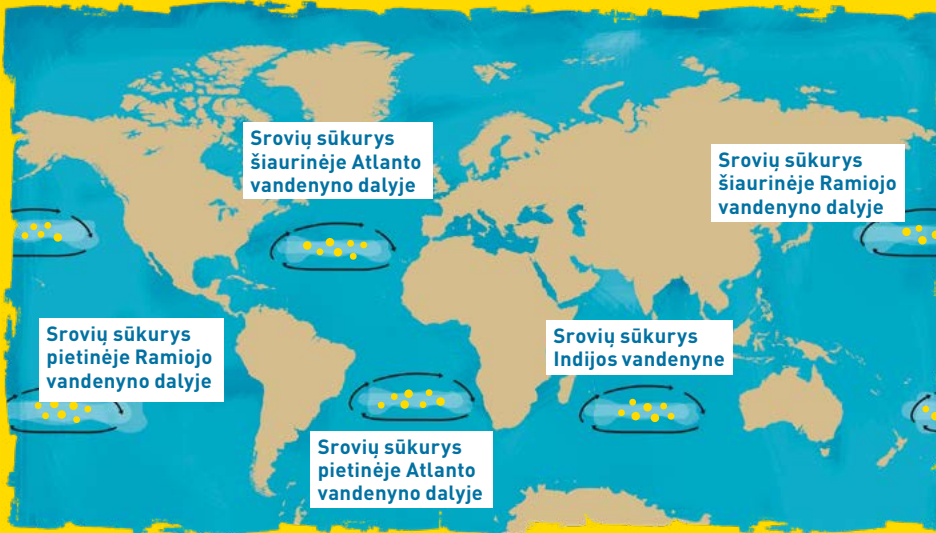 Srovių sūkurys
šiaurinėje Atlanto
vandenyno dalyje
Srovių sūkurys
šiaurinėje Ramiojo
vandenyno dalyje
Srovių sūkurys
pietinėje Ramiojo
vandenyno dalyje
Srovių sūkurys
Indijos vandenyne
Srovių sūkurys
pietinėje Atlanto
vandenyno dalyje